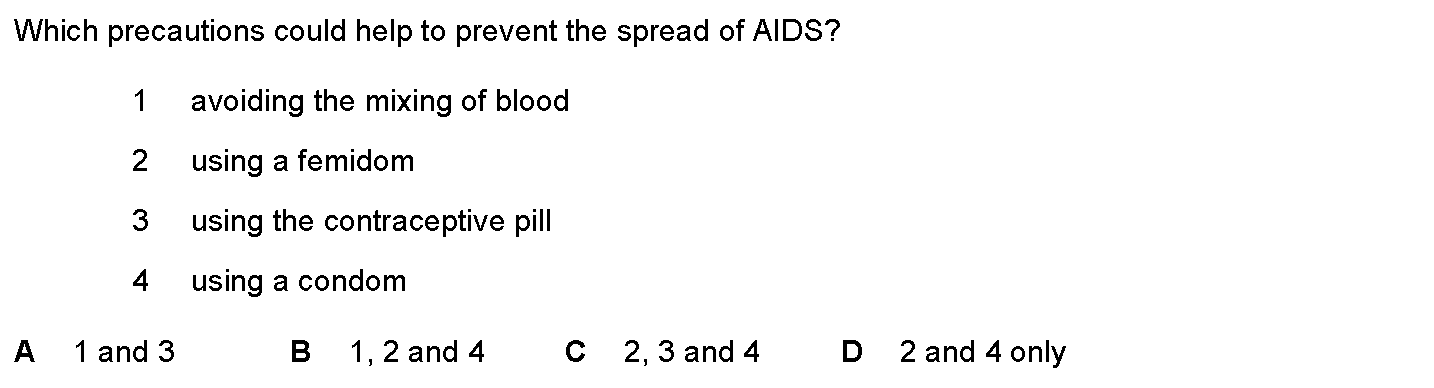 Which precautions could help to prevent the spread of AIDS?
1 avoiding the mixing of blood
2 using a femidom
3 using the contraceptive pill
4 using a condom
A 1 and 3 B 1, 2 and 4 C 2, 3 and 4 D 2 and 4 only